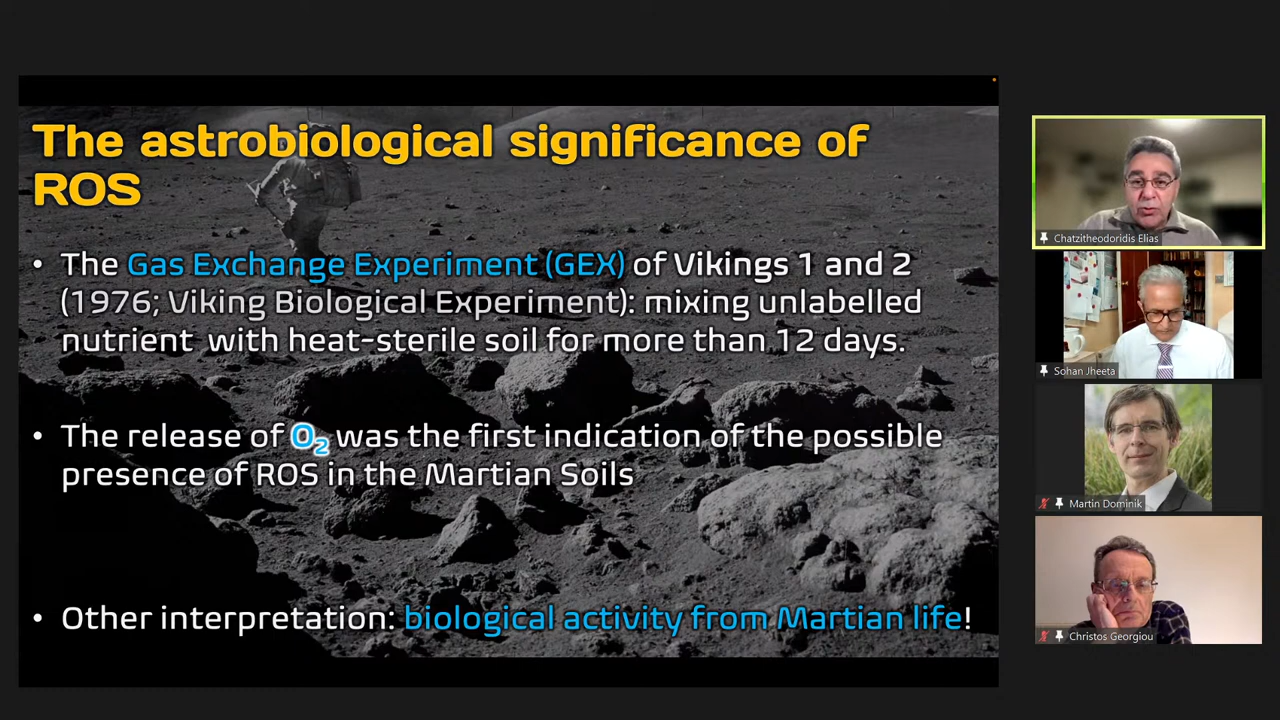 The astrobiological significance of
ROS
• The Gas Exchange Experiment (GEX) of Vikings 1 and 2
(1976; Viking Biological Experiment): mixing unlabelled
nutrient with heat-sterile soil for more than 12 days.
• The release of O₂ was the first indication of the possible
presence of ROS in the Martian Soils
• Other interpretation: biological activity from Martian life!
Chatzitheodoridis Elias
Sohan Jheeta
Martin Dominik
Christos Georgiou